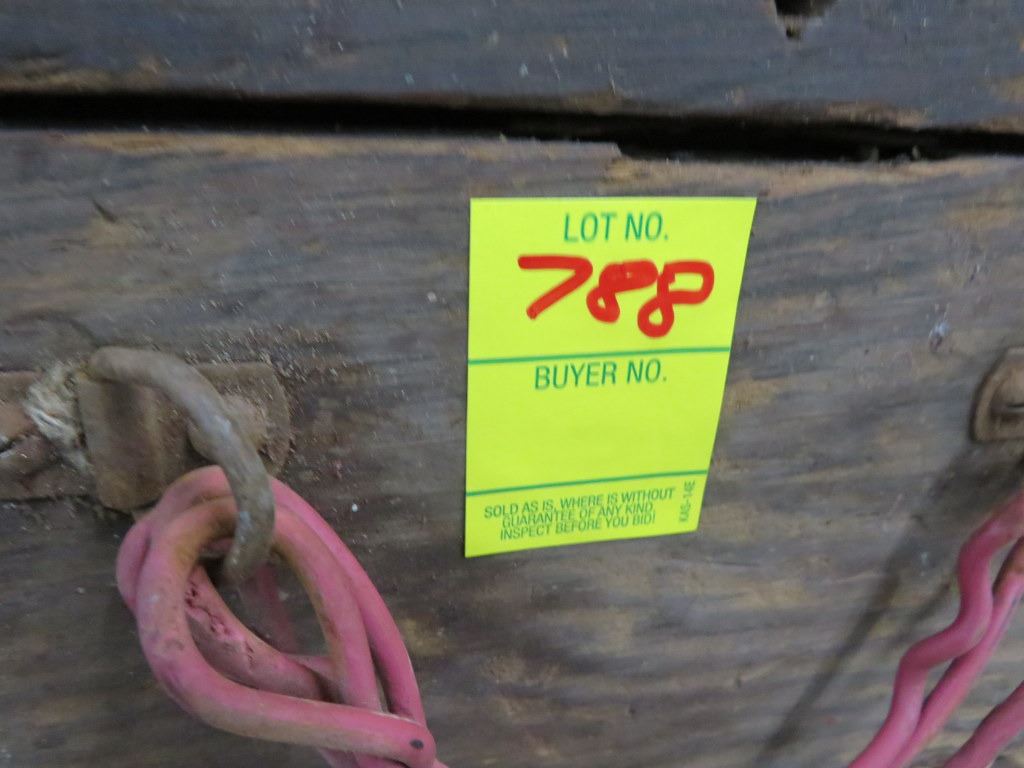 LOT NO.
788
BUYER NO.
SOLD AS IS, WHERE IS WITHOUT
GUARANTEE OF ANY KIND.
INSPECT BEFORE YOU BID!
KAS-14E